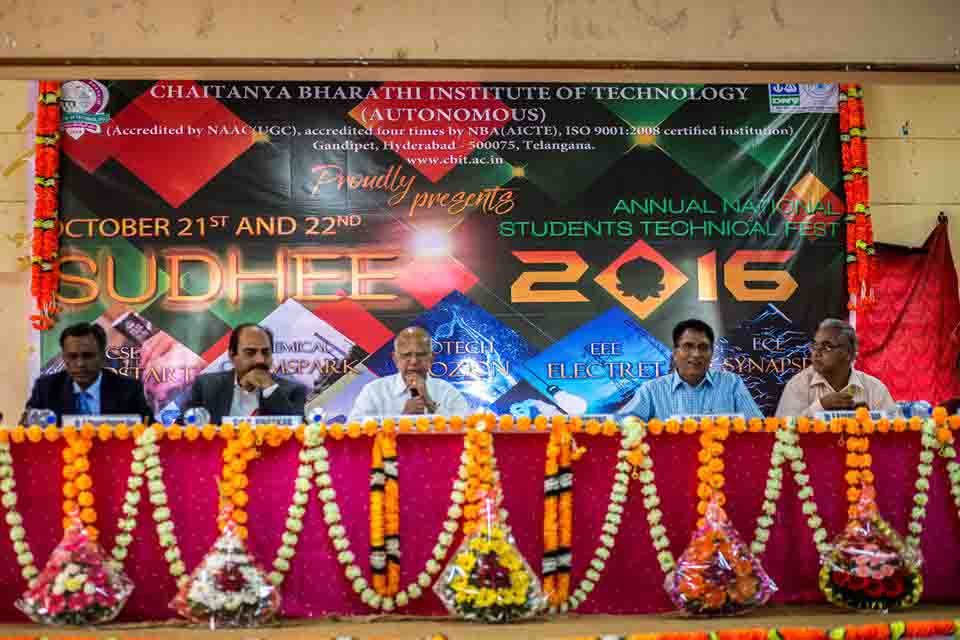 CHAITANYA BHARATHI INSTITUTE OF TECHNOLOGY
(AUTONOMOUS)
(Accredited by NAAC(UGC), accredited four times by NBA(AICTE), ISO 9001:2008 certified institution)
Gandipet, Hyderabad - 500075, Telangana.
www.cbit.ac.in
Proudly
presents
OCTOBER 21ST AND 22ND
ANNUAL NATIONAL
STUDENTS TECHNICAL FEST
SUDHEE 2016
CSE
EEE
ELECTRET
ECE
DNV